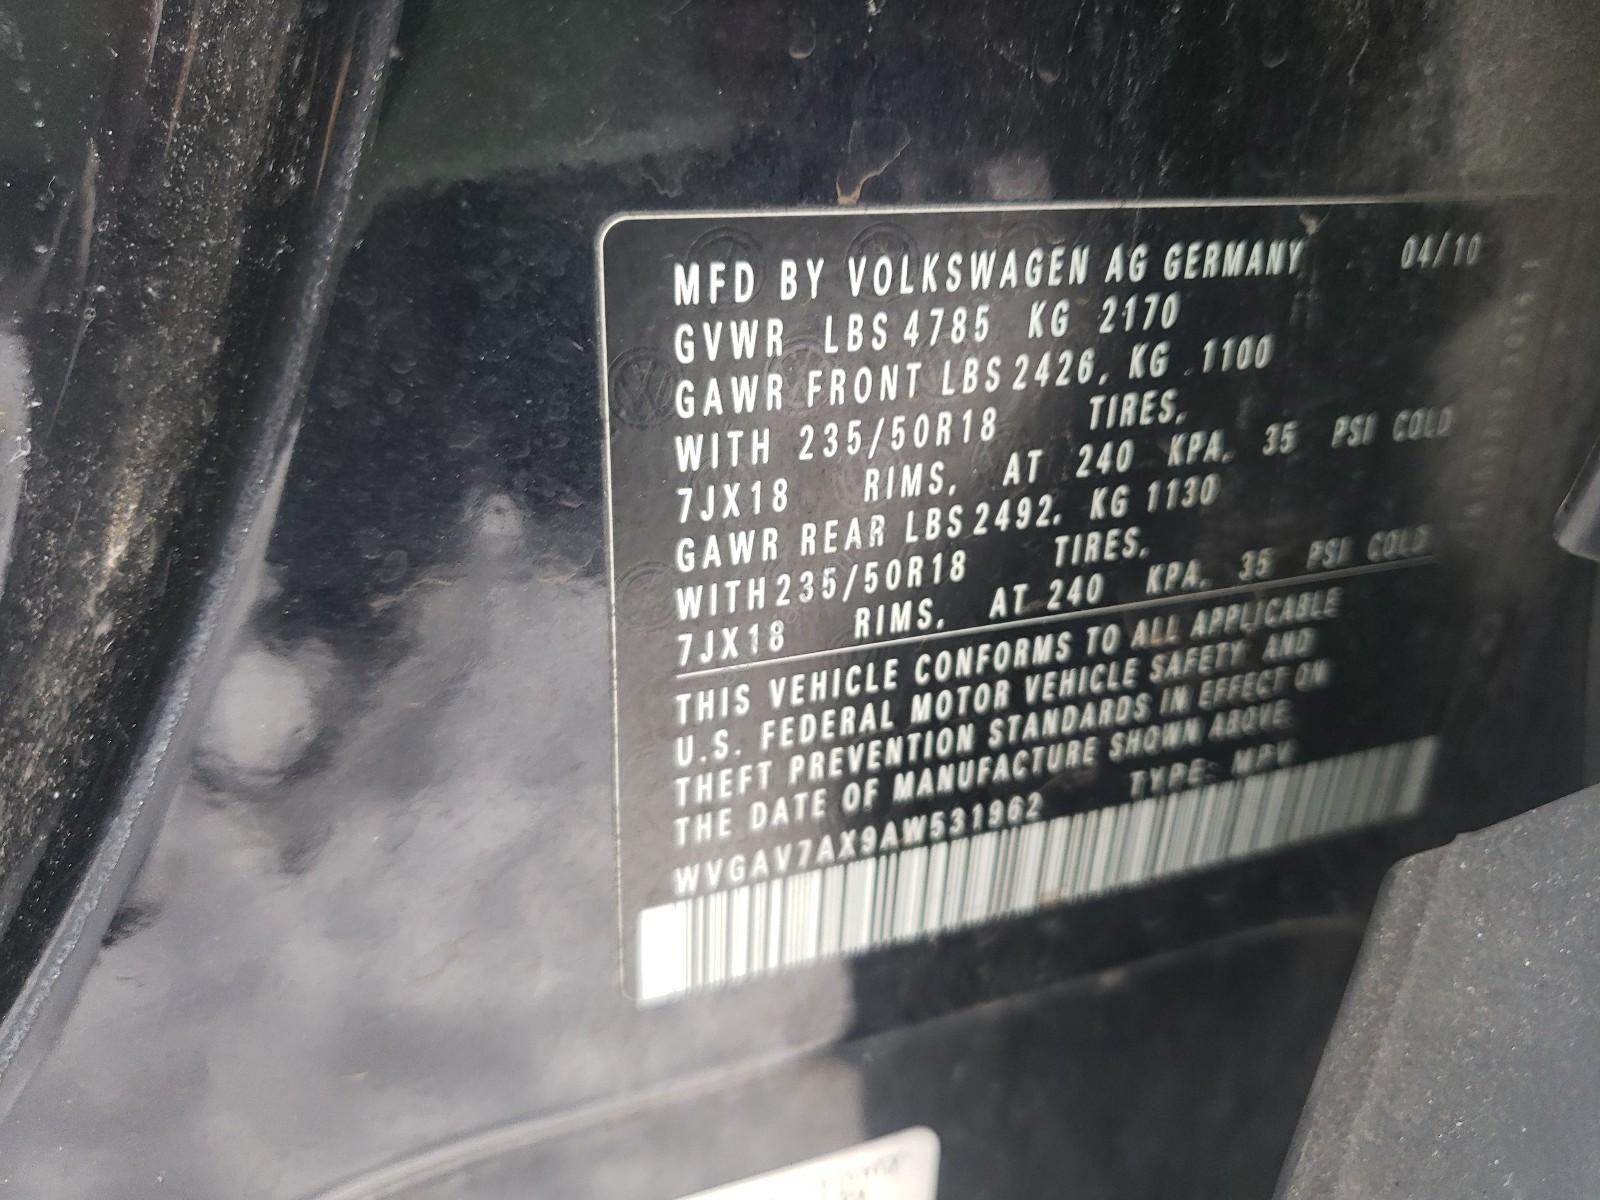 MFD BY VOLKSWAGEN AG GERMANY 04/10
GVWR LBS 4785 KG 2170
GAWR FRONT LBS 2426, KG 1100
WITH 235/50R18 TIRES,
7JX18 RIMS, AT 240 KPA, 35 PSI COLD
GAWR REAR LBS 2492, KG 1130
WITH 235/50R18 TIRES,
7JX18 RIMS, AT 240 KPA, 35 PSI COLD
THIS VEHICLE CONFORMS TO ALL APPLICABLE
U.S. FEDERAL MOTOR VEHICLE SAFETY AND
THEFT PREVENTION STANDARDS IN EFFECT ON
THE DATE OF MANUFACTURE SHOWN ABOVE
WVGAV7AX9AW531962 TYPE: MPV